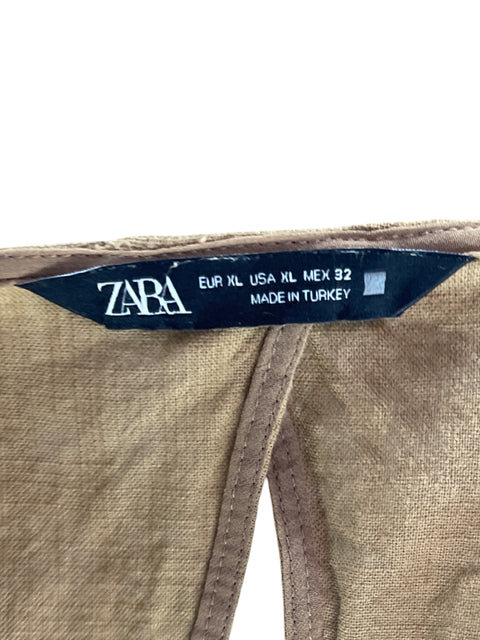 ZARA
EUR XL USA XL MEX 32
MADE IN TURKEY